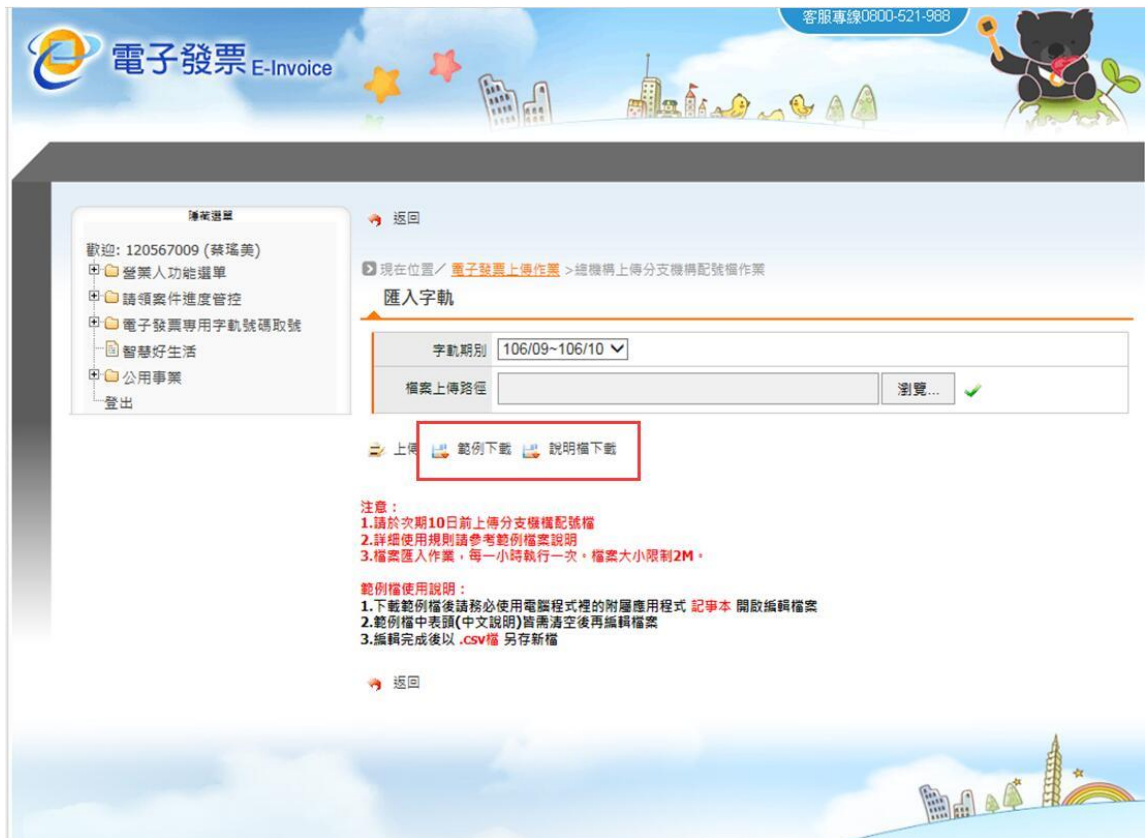 客服專線0800-521-988
電子發票 E-Invoice
隱藏選單
歡迎: 120567009 (蔡瑤美)
營業人功能選單
請領案件進度管控
電子發票專用字軌號碼取號
智慧好生活
公用事業
登出
返回
現在位置／ 電子發票上傳作業 >總機構上傳分支機構配號檔作業
匯入字軌
字軌期別 106/09~106/10
檔案上傳路徑 瀏覽...
上傳 範例下載 說明檔下載
注意：
1.請於次期10日前上傳分支機構配號檔
2.詳細使用規則請參考範例檔案說明
3.檔案匯入作業，每一小時執行一次。檔案大小限制2M。
範例檔使用說明：
1.下載範例檔後請務必使用電腦程式裡的附屬應用程式 記事本 開啟編輯檔案
2.範例檔中表頭(中文說明)皆需清空後再編輯檔案
3.編輯完成後以 .csv檔 另存新檔
返回